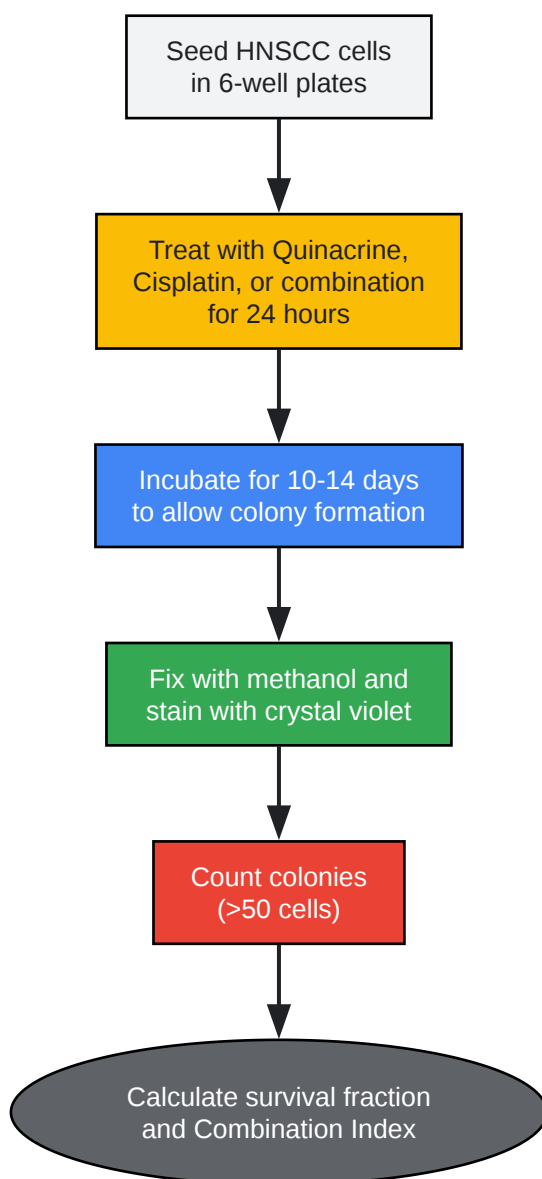 Seed HNSCC cells
in 6-well plates
Treat with Quinacrine,
Cisplatin, or combination
for 24 hours
Incubate for 10-14 days
to allow colony formation
Fix with methanol and
stain with crystal violet
Count colonies
(>50 cells)
Calculate survival fraction
and Combination Index